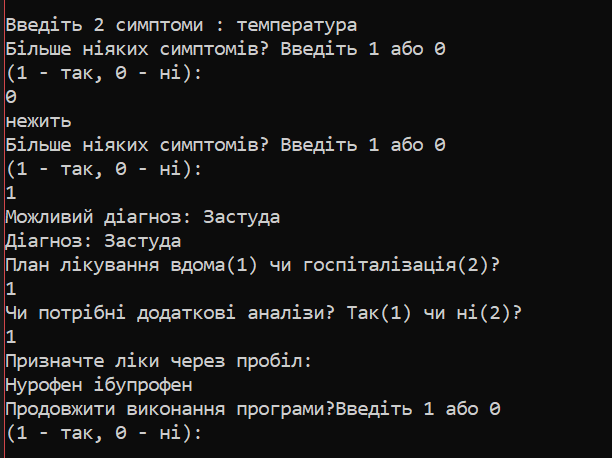 Введіть 2 симптоми : температура
Більше ніяких симптомів? Введіть 1 або 0
(1 - так, 0 - ні):
0
нежить
Більше ніяких симптомів? Введіть 1 або 0
(1 - так, 0 - ні):
1
Можливий діагноз: Застуда
Діагноз: Застуда
План лікування вдома(1) чи госпіталізація(2)?
1
Чи потрібні додаткові аналізи? Так(1) чи ні(2)?
1
Призначте ліки через пробіл:
Нурофен ібупрофен
Продовжити виконання програми?Введіть 1 або 0
(1 - так, 0 - ні):